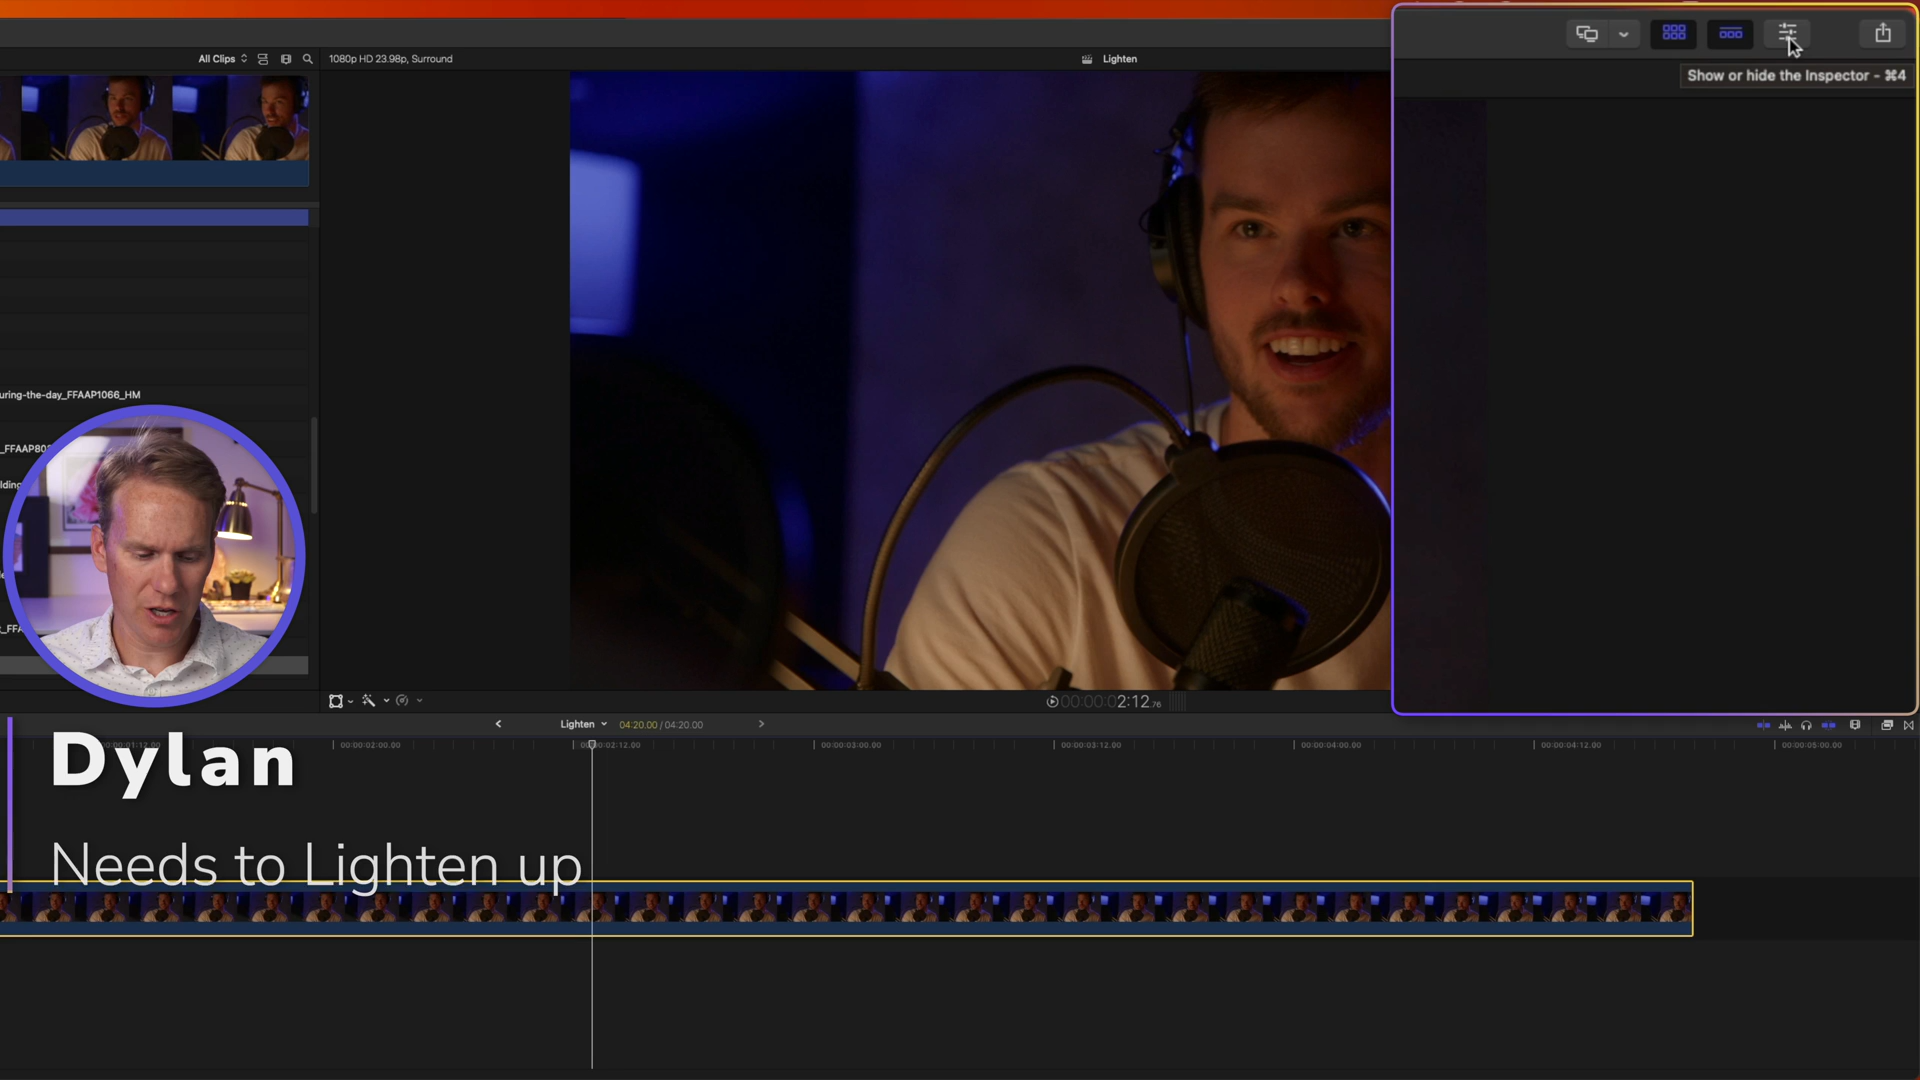 All Clips
1080p HD 23.98p, Surround
Lighten
Show or hide the Inspector - ⌘4
uring-the-day_FFAAP1066_HM
_FFAAP80
lding
_FFA
00:00:02:12.76
Lighten
04:20.00 / 04:20.00
00:00:02:00.00
00:00:03:00.00
00:00:03:12.00
00:00:04:00.00
00:00:04:12.00
00:00:05:00.00
Dylan
Needs to Lighten up